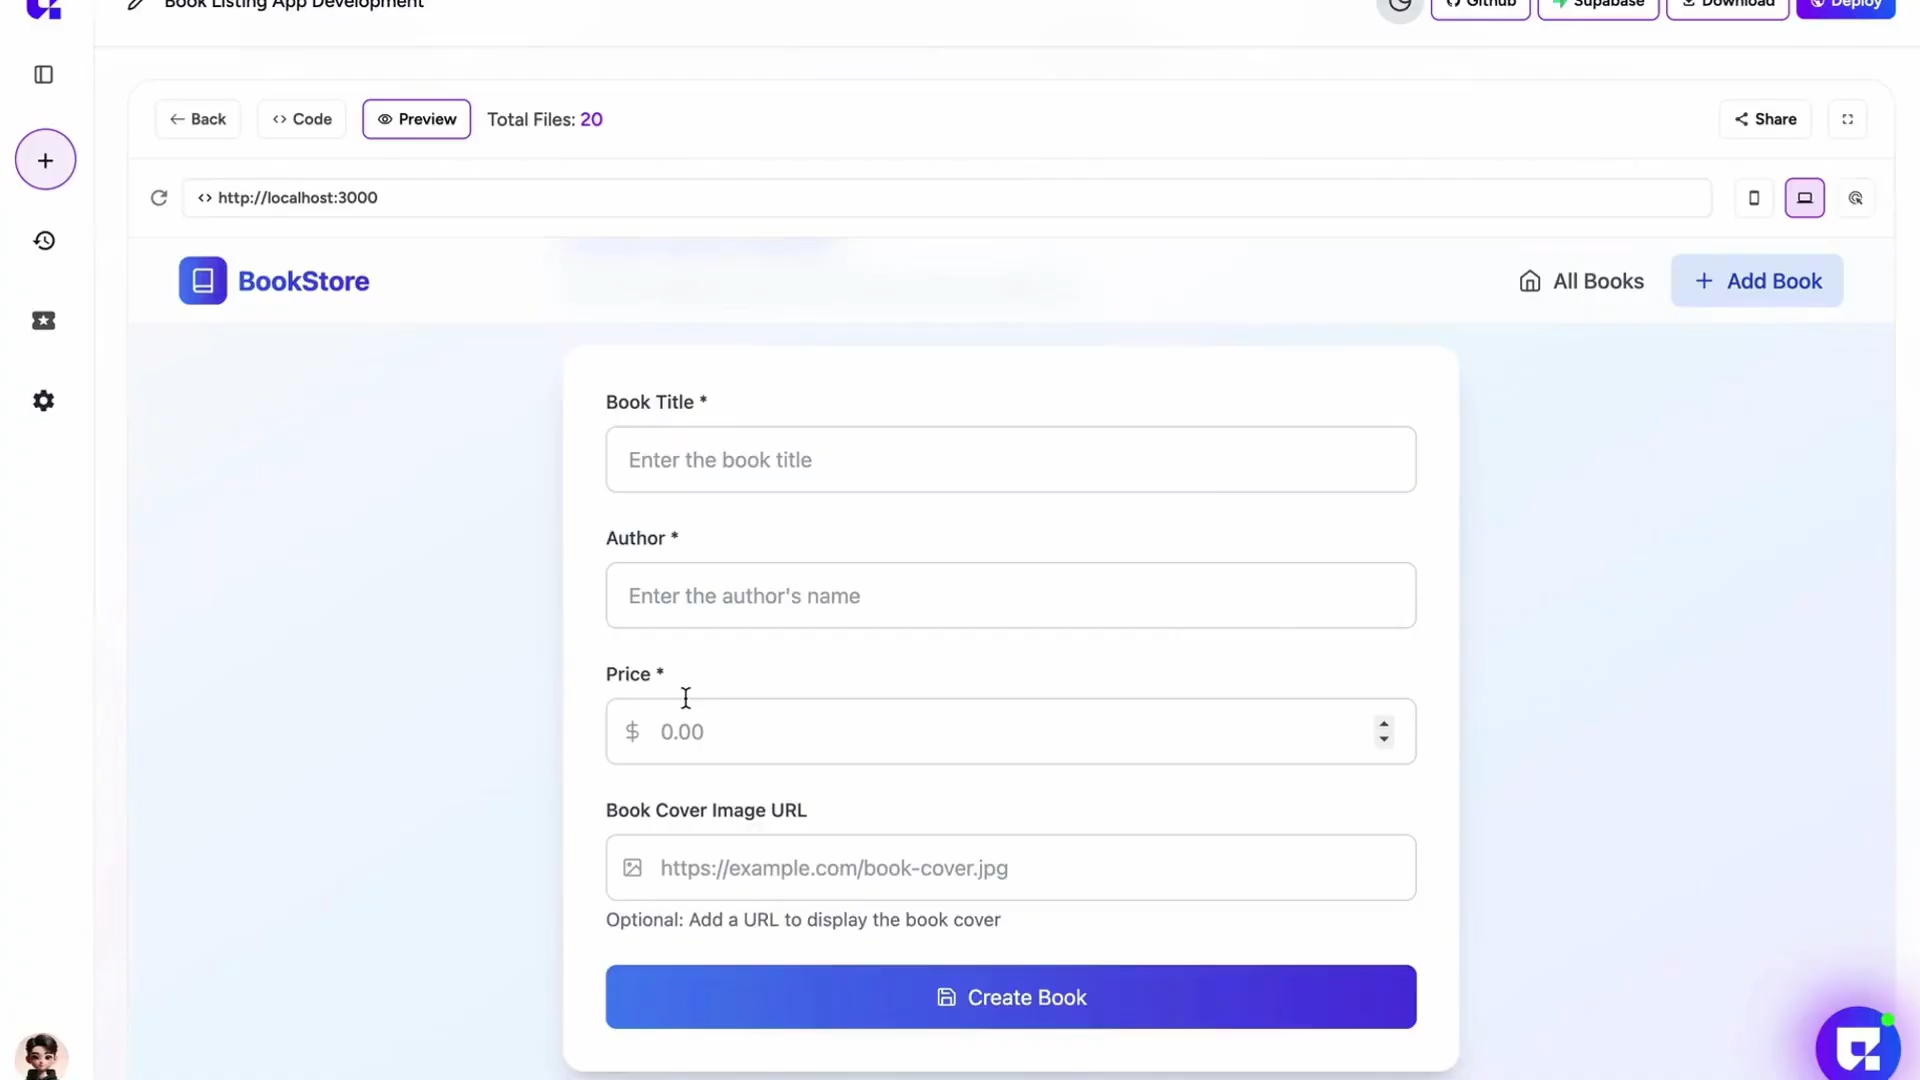 Book Listing App Development
Github
Supabase
Download
Deploy
Back
<> Code
Preview
Total Files: 20
Share
<> http://localhost:3000
BookStore
All Books
+ Add Book
Book Title *
Enter the book title
Author *
Enter the author's name
Price *
$ 0.00
Book Cover Image URL
https://example.com/book-cover.jpg
Optional: Add a URL to display the book cover
Create Book